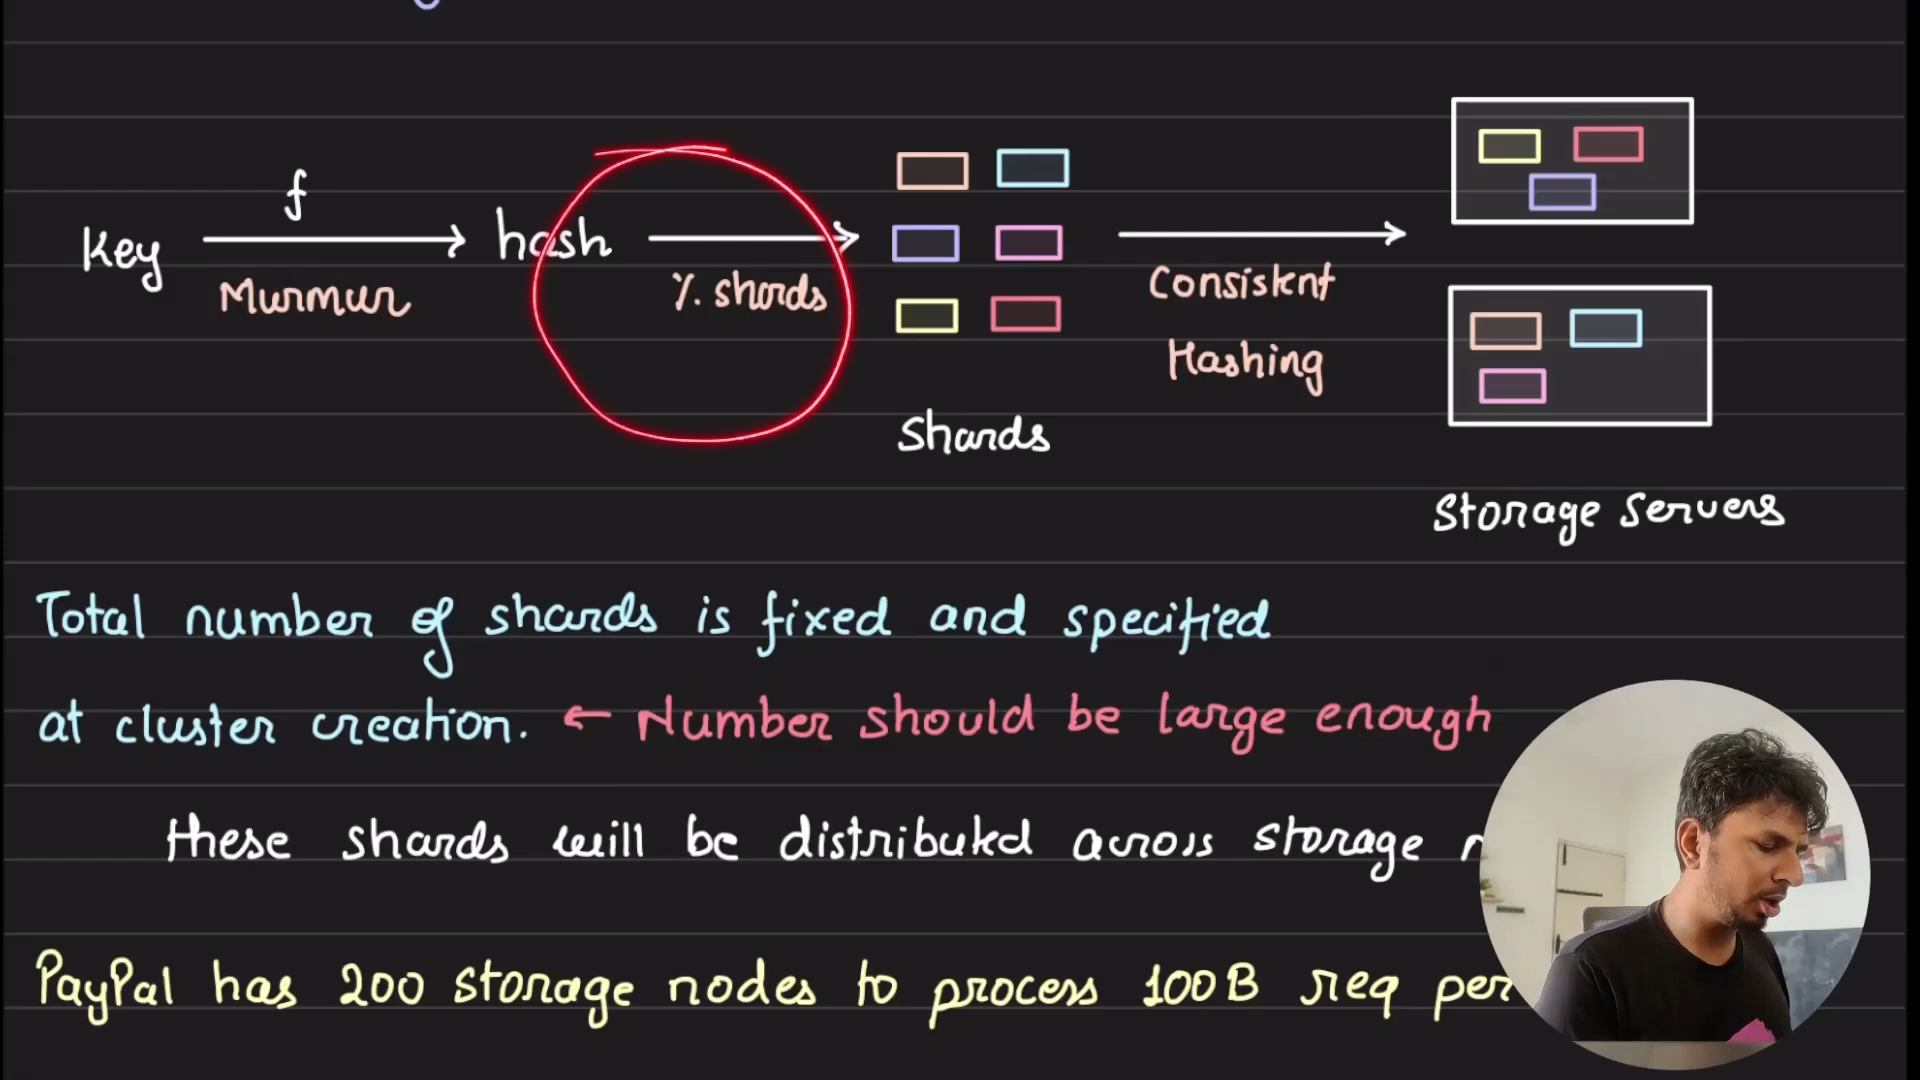 f
Key
Murmur
hash
% shards
Shards
Consistent
Hashing
Storage Servers
Total number of shards is fixed and specified
at cluster creation. ← Number should be large enough
these shards will be distributed across storage
PayPal has 200 storage nodes to process 100B req per